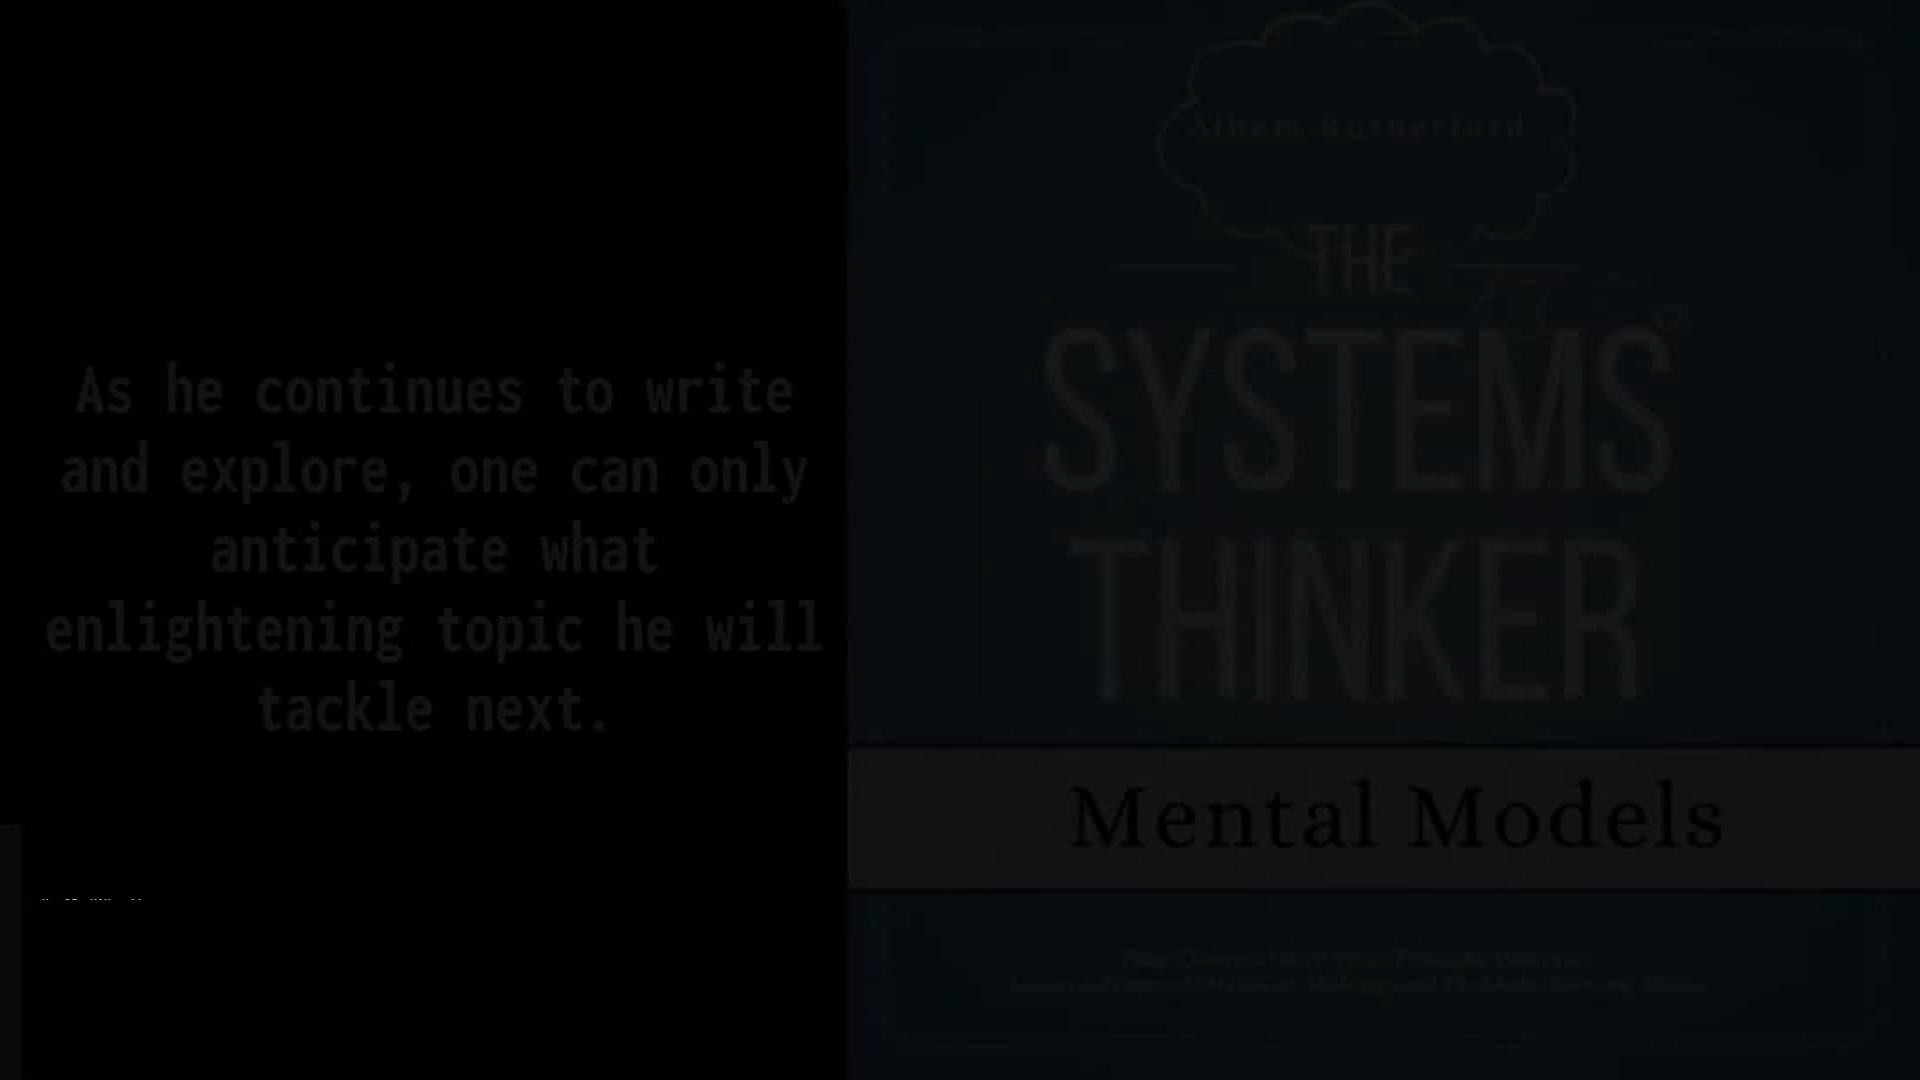 As he continues to write
and explore, one can only
anticipate what
enlightening topic he will
tackle next.
Albert Rutherford
THE
SYSTEMS
THINKER
Mental Models